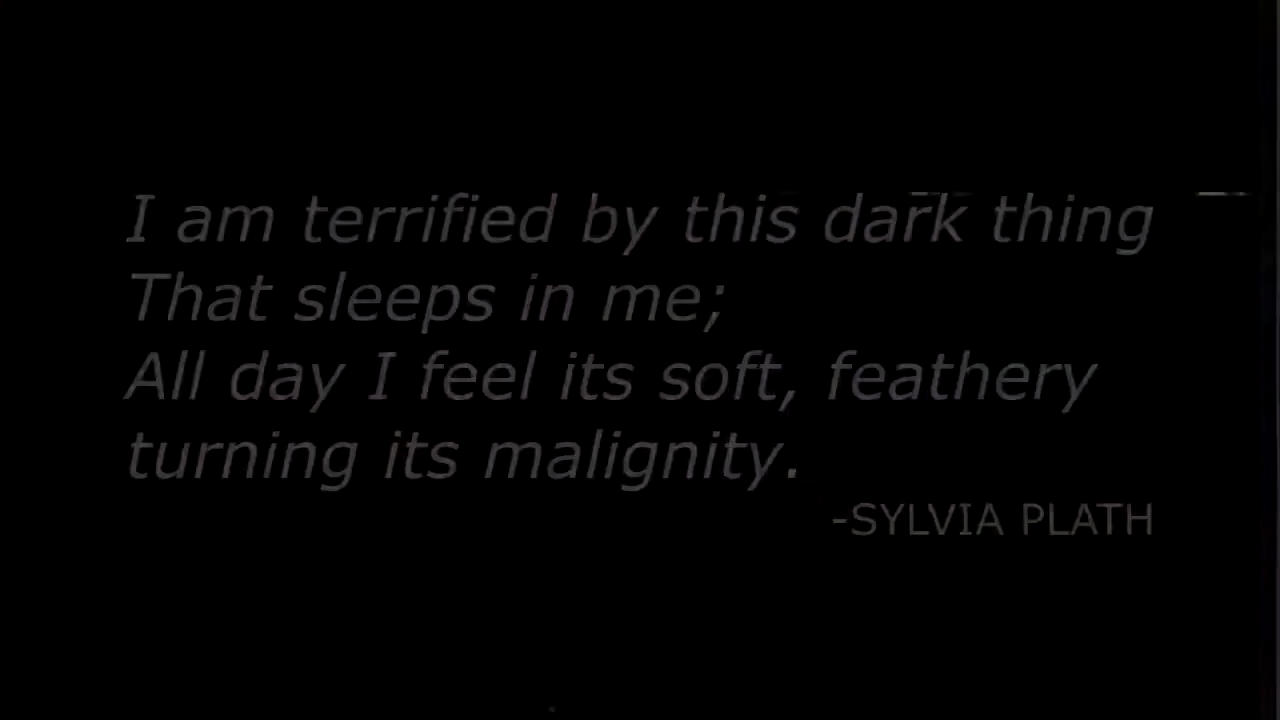 I am terrified by this dark thing
That sleeps in me;
All day I feel its soft, feathery
turning its malignity.
-SYLVIA PLATH